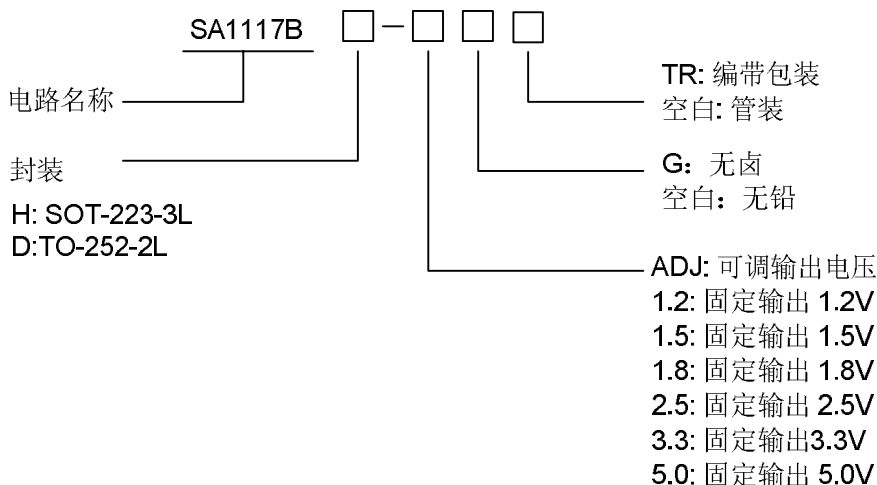 SA1117B
电路名称
封装
H: SOT-223-3L
D:TO-252-2L
TR: 编带包装
空白: 管装
G：无卤
空白：无铅
ADJ: 可调输出电压
1.2: 固定输出 1.2V
1.5: 固定输出 1.5V
1.8: 固定输出 1.8V
2.5: 固定输出 2.5V
3.3: 固定输出3.3V
5.0: 固定输出 5.0V